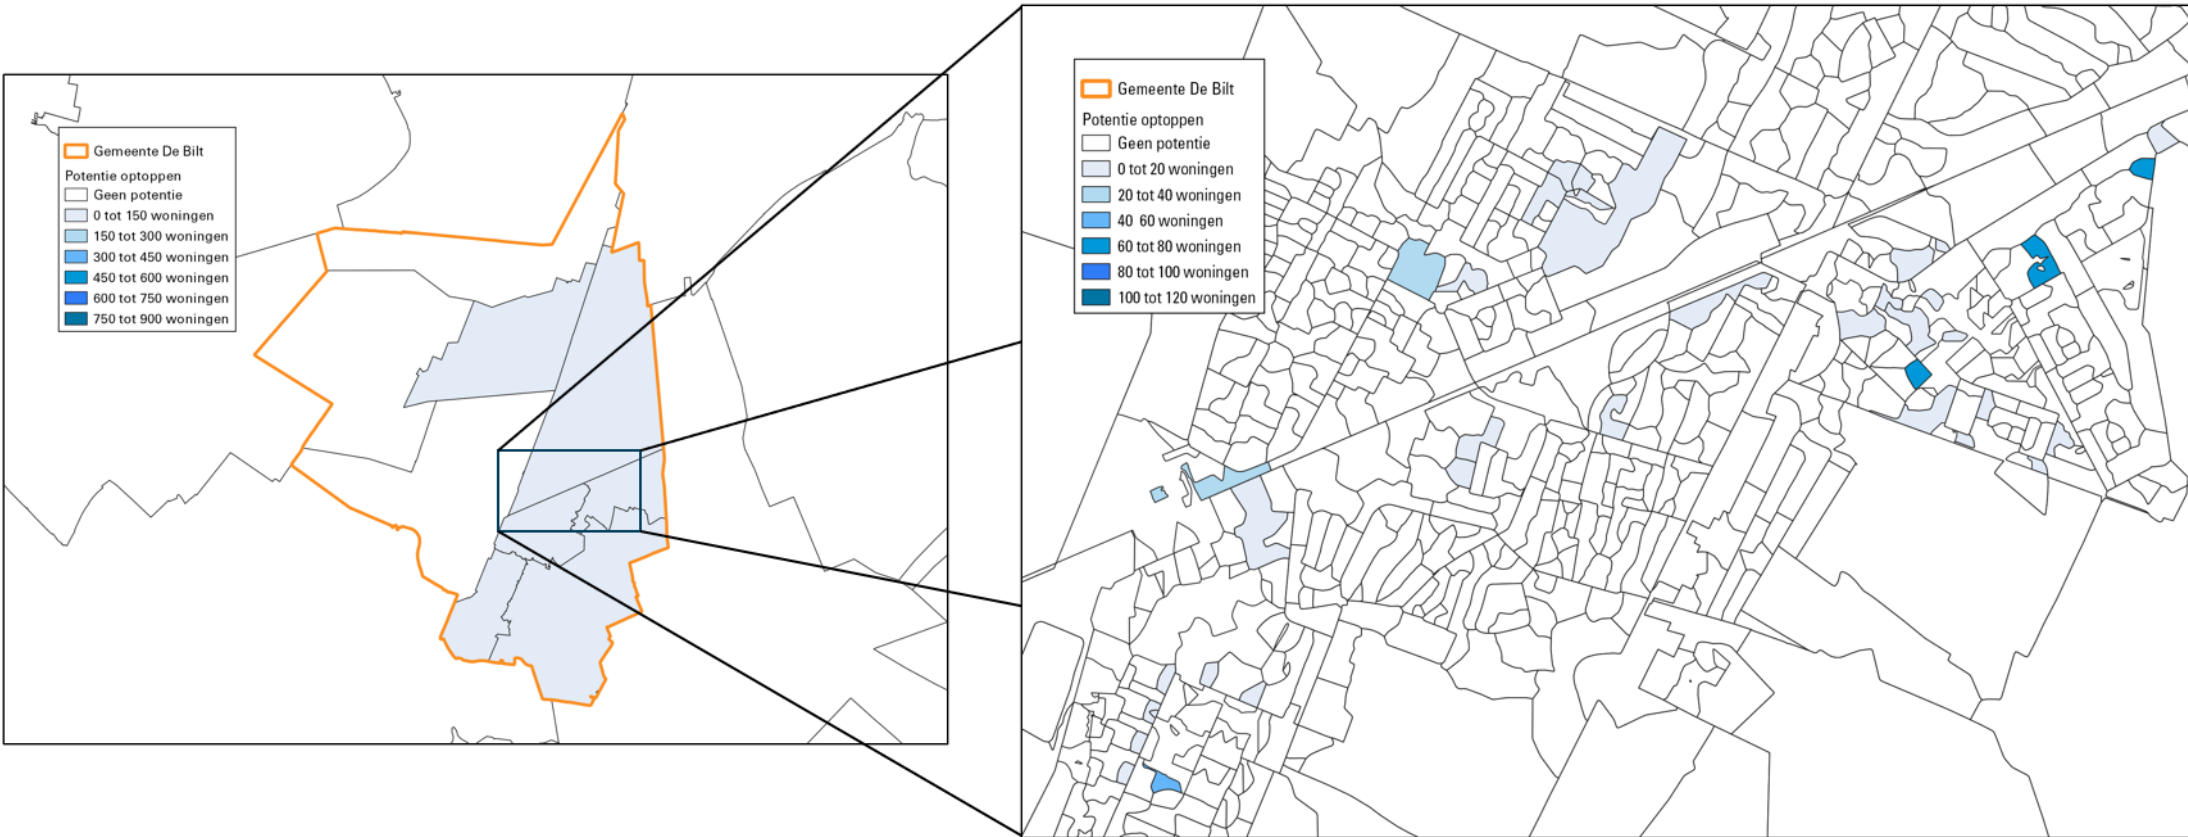 Gemeente De Bilt
Potentie optoppen
Geen potentie
0 tot 150 woningen
150 tot 300 woningen
300 tot 450 woningen
450 tot 600 woningen
600 tot 750 woningen
750 tot 900 woningen
Gemeente De Bilt
Potentie optoppen
Geen potentie
0 tot 20 woningen
20 tot 40 woningen
40 60 woningen
60 tot 80 woningen
80 tot 100 woningen
100 tot 120 woningen